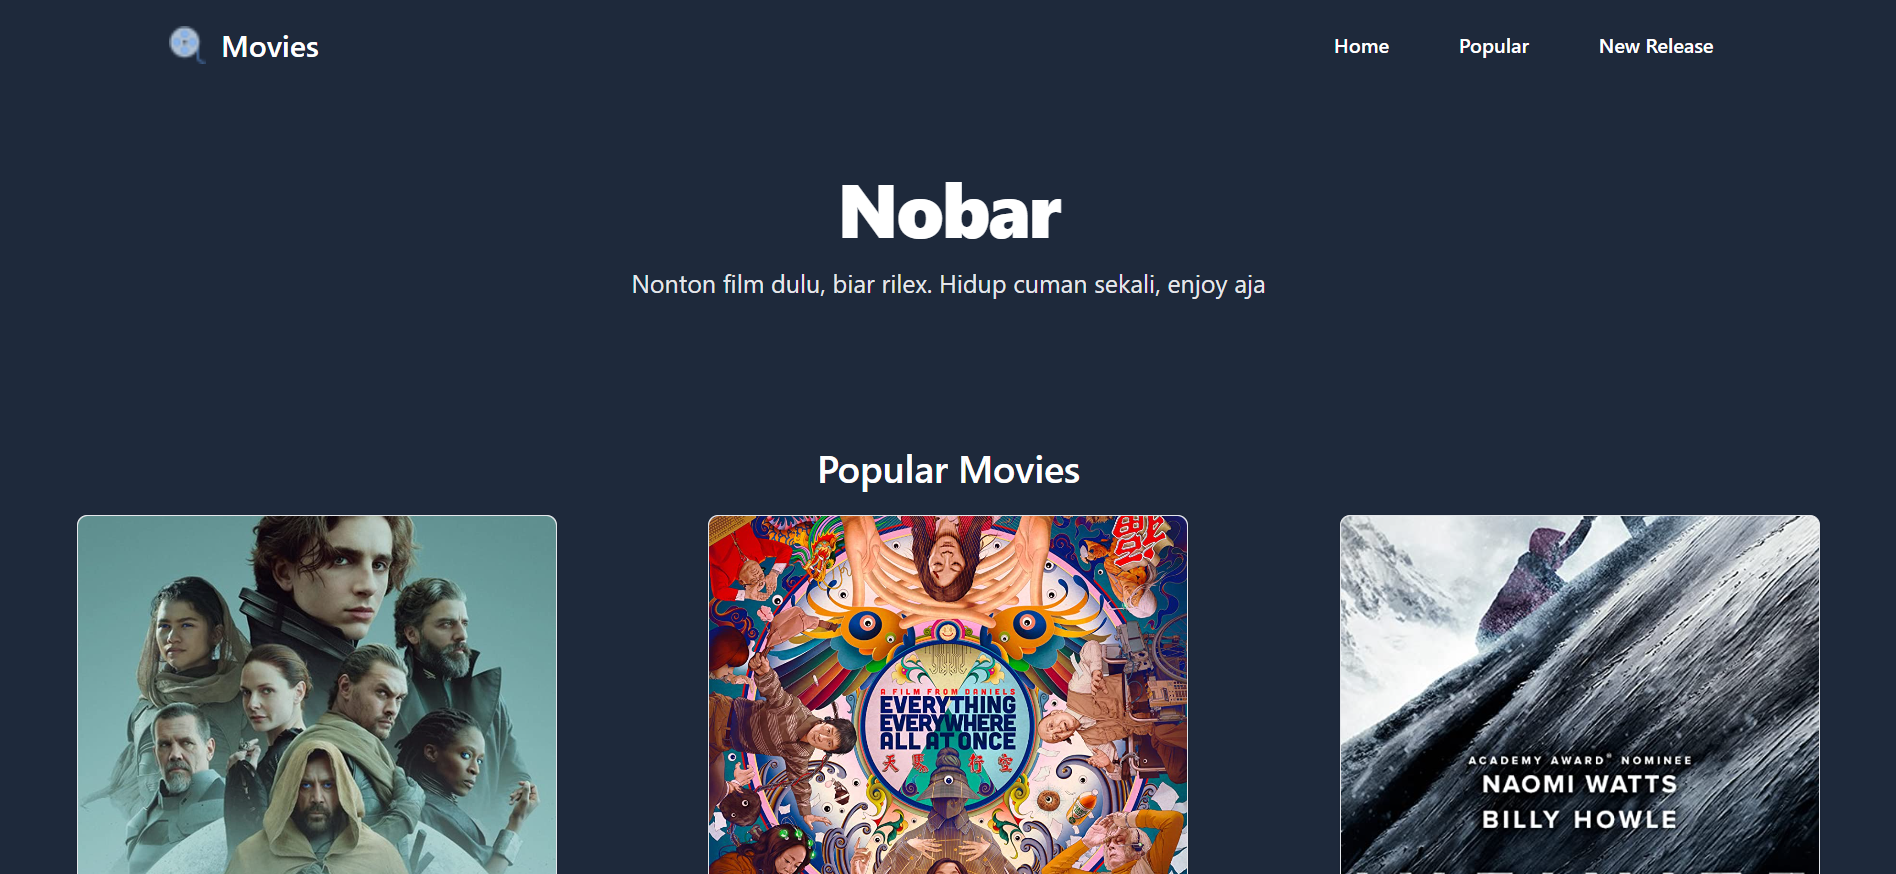 Movies
Home
Popular
New Release
Nobar
Nonton film dulu, biar rilex. Hidup cuman sekali, enjoy aja
Popular Movies
A FILM FROM DANIELS
EVERYTHING
EVERYWHERE
ALL AT ONCE
天馬行空
ACADEMY AWARD® NOMINEE
NAOMI WATTS
BILLY HOWLE